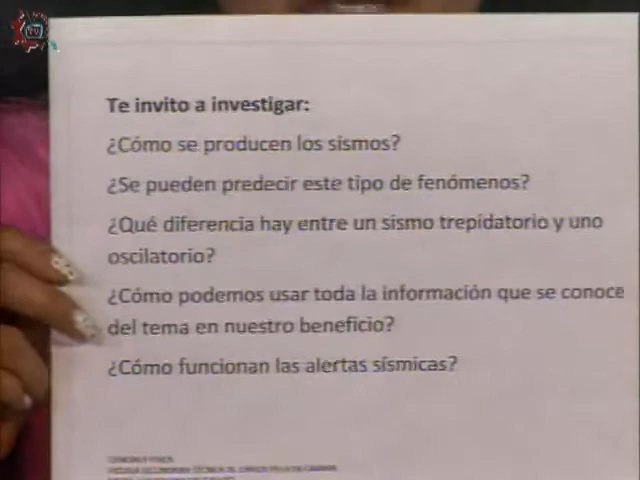 Te invito a investigar:
¿Cómo se producen los sismos?
¿Se pueden predecir este tipo de fenómenos?
¿Qué diferencia hay entre un sismo trepidatorio y uno
oscilatorio?
¿Cómo podemos usar toda la información que se conoce
del tema en nuestro beneficio?
¿Cómo funcionan las alertas sísmicas?